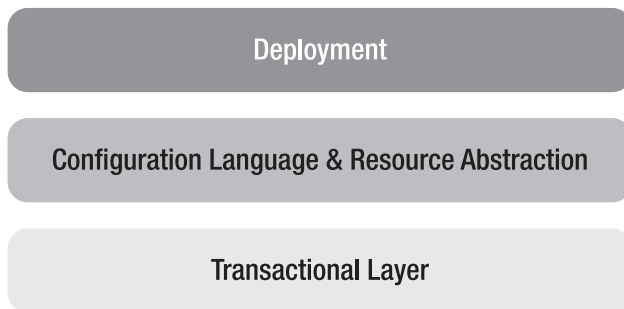 Deployment
Configuration Language & Resource Abstraction
Transactional Layer